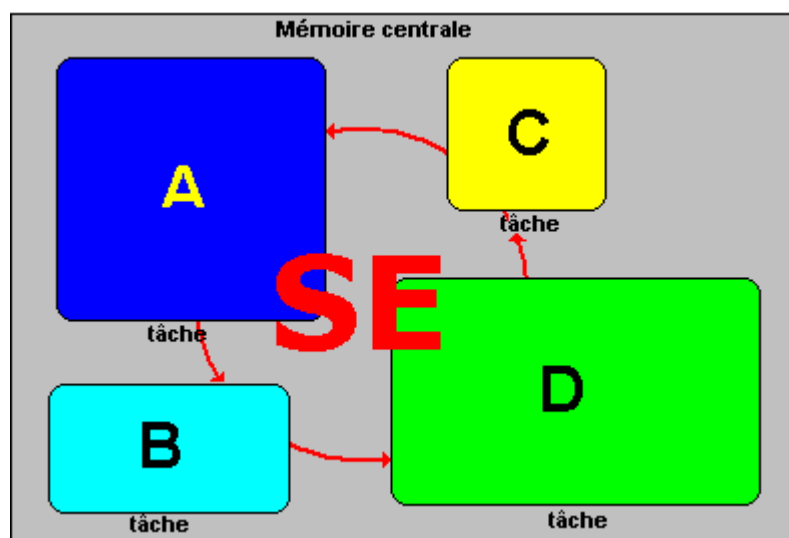 Mémoire centrale
A
C
tâche
SE
tâche
B
D
tâche
tâche